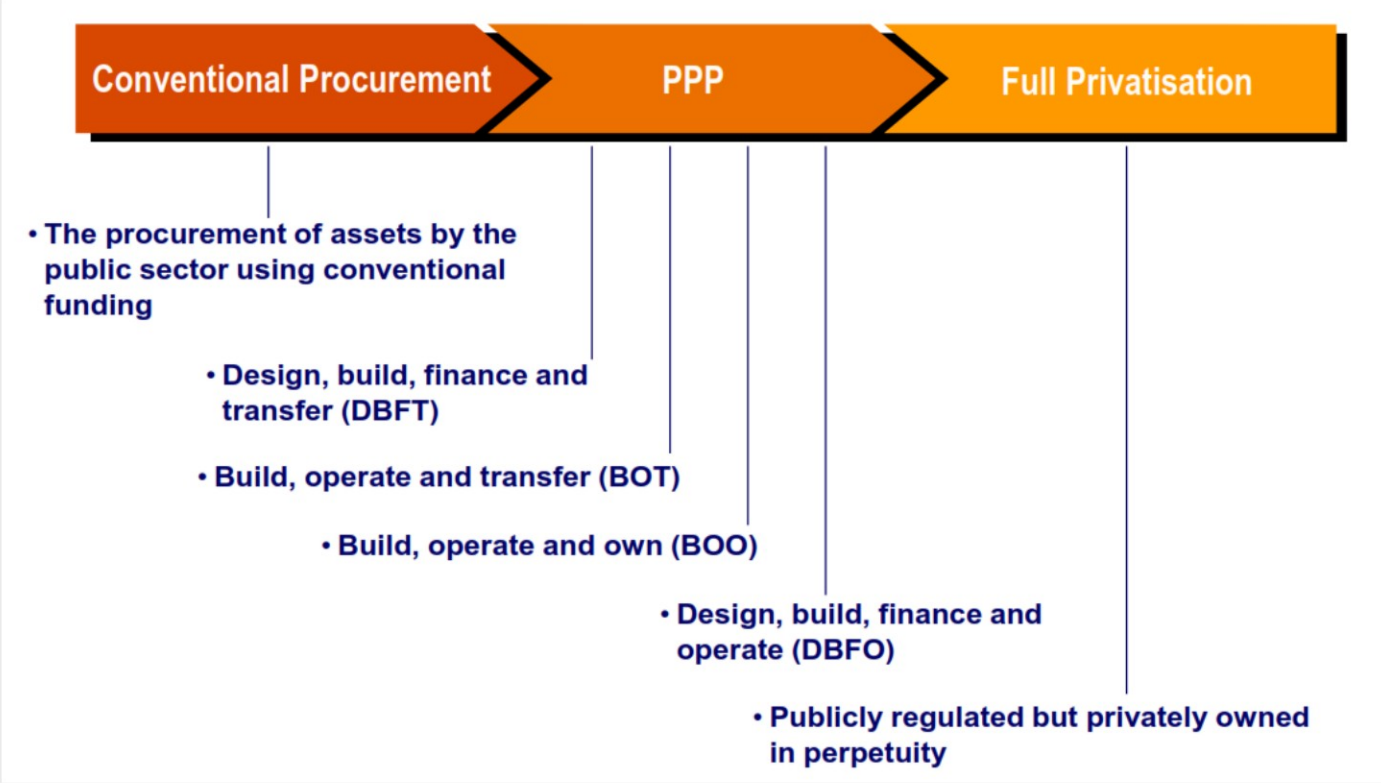 Conventional Procurement
PPP
Full Privatisation
• The procurement of assets by the
public sector using conventional
funding
• Design, build, finance and
transfer (DBFT)
• Build, operate and transfer (BOT)
• Build, operate and own (BOO)
• Design, build, finance and
operate (DBFO)
• Publicly regulated but privately owned
in perpetuity